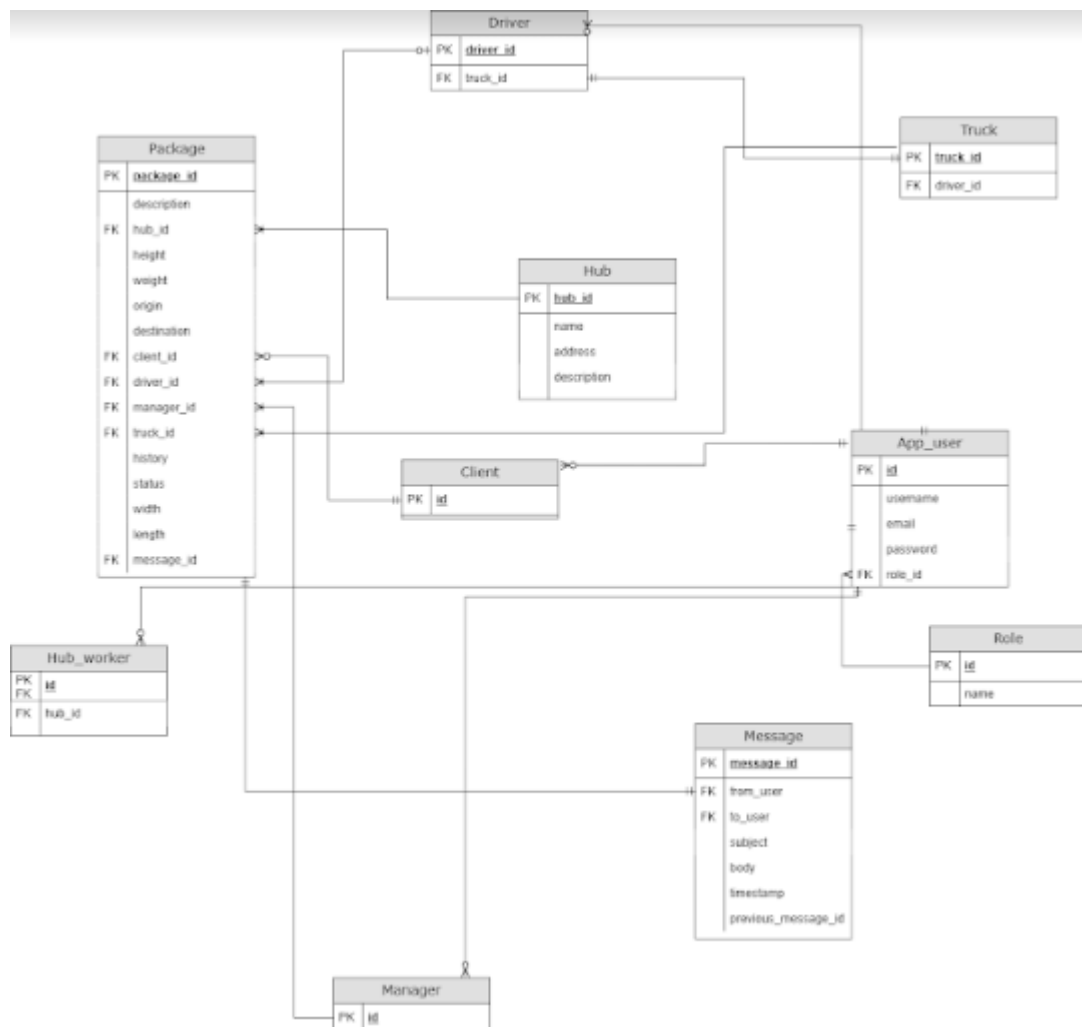 Driver
PK driver_id
FK truck_id
Truck
PK truck_id
FK driver_id
Package
PK package_id
description
FK hub_id
height
weight
origin
destination
FK client_id
FK driver_id
FK manager_id
FK truck_id
history
status
width
length
FK message_id
Hub
PK hub_id
name
address
description
Client
PK id
App_user
PK id
username
email
password
FK role_id
Hub_worker
PK
FK id
FK hub_id
Role
PK id
name
Message
PK message_id
FK from_user
FK to_user
subject
body
timestamp
previous_message_id
Manager
PK id